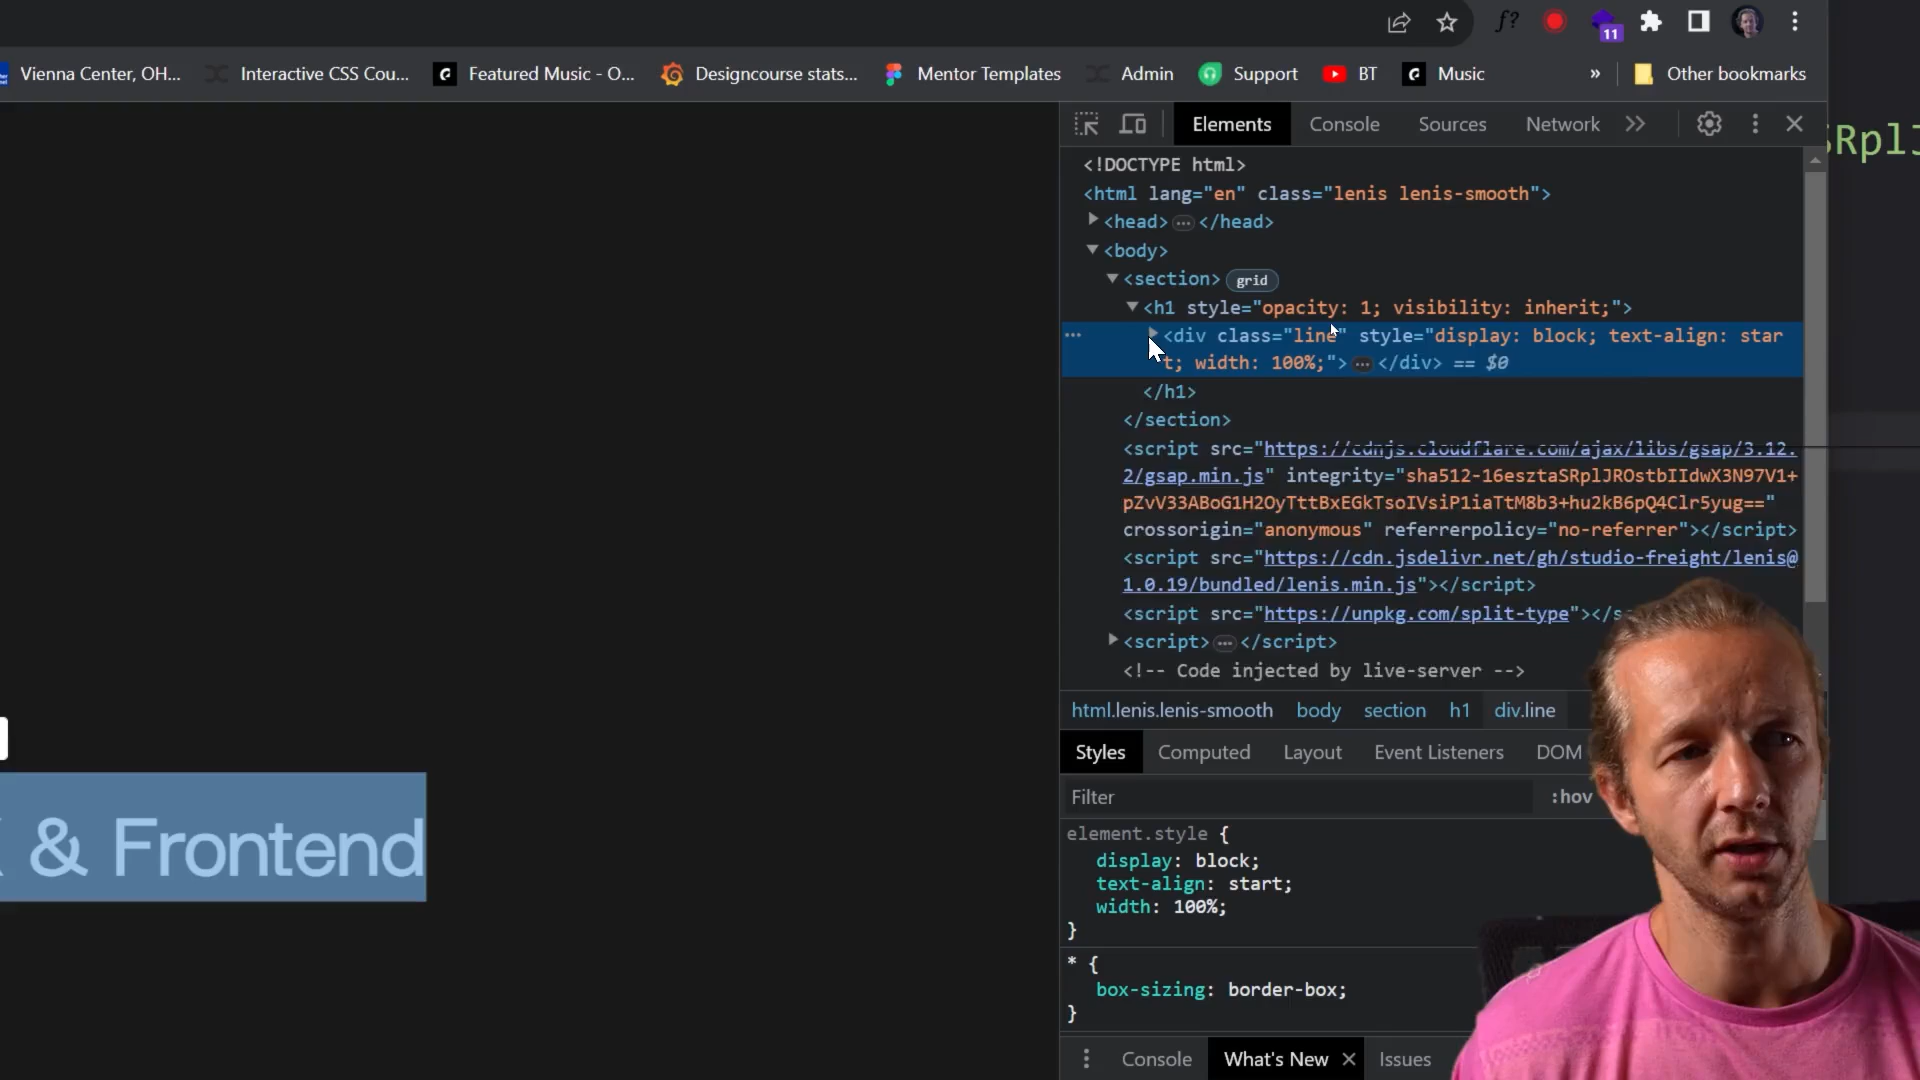 f?
11
Vienna Center, OH...
Interactive CSS Cou...
Featured Music - O...
Designcourse stats...
Mentor Templates
Admin
Support
BT
Music
»
Other bookmarks
Elements
Console
Sources
Network
<!DOCTYPE html>
<html lang="en" class="lenis lenis-smooth">
<head> … </head>
<body>
<section> grid
<h1 style="opacity: 1; visibility: inherit;">
<div class="line" style="display: block; text-align: star
t; width: 100%;"> … </div> == $0
</h1>
</section>
<script src="https://cdnjs.cloudflare.com/ajax/libs/gsap/3.12.
2/gsap.min.js" integrity="sha512-16esztaSRplJROstbIIdwX3N97V1+
pZvV33ABoG1H2OyTttBxEGkTsoIVsiP1iaTtM8b3+hu2kB6pQ4Clr5yug=="
crossorigin="anonymous" referrerpolicy="no-referrer"></script>
<script src="https://cdn.jsdelivr.net/gh/studio-freight/lenis@
1.0.19/bundled/lenis.min.js"></script>
<script src="https://unpkg.com/split-type"></s
<script> … </script>
<!-- Code injected by live-server -->
html.lenis.lenis-smooth body section h1 div.line
Styles
Computed
Layout
Event Listeners
DOM
Filter
:hov
element.style {
display: block;
text-align: start;
width: 100%;
}
* {
box-sizing: border-box;
}
Console
What's New
Issues
& Frontend
SRplJ